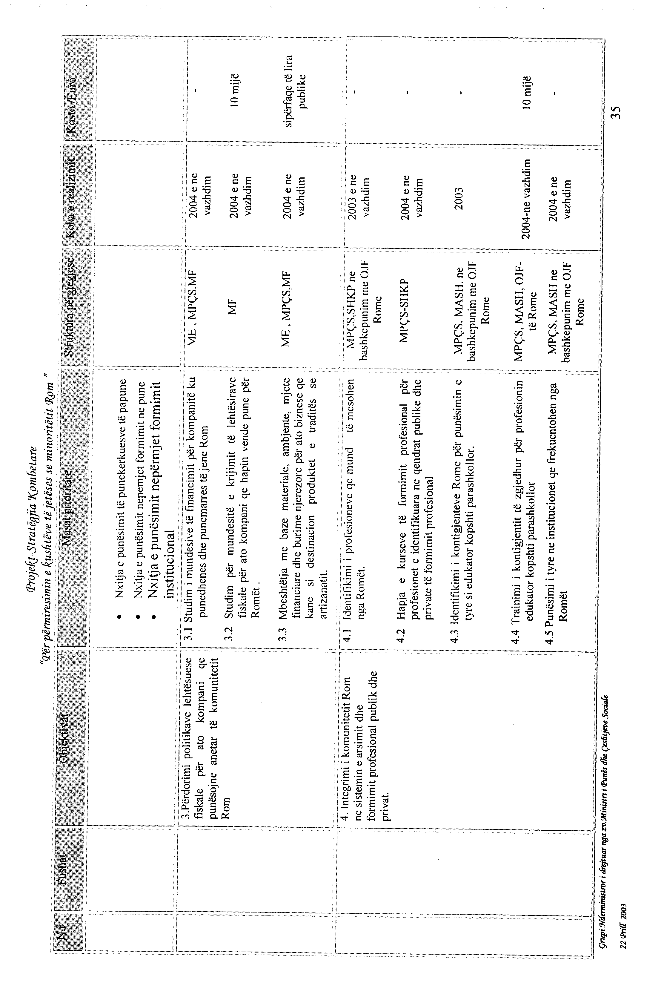 Projekt-Stratëgjia Kombetare
“Për përmiresimin e kushtëve të jetëses se minoritëtit Rom”
N.r
Fushat
Objektivat
Masat prioritare
Struktura përgjegjese
Koha e realizimit
Kosto /Euro
• Nxitja e punësimit të punekerkuesve të papune
• Nxitja e punësimit nepemjet formimit ne pune
• Nxitja e punësimit nepërmjet formimit
institucional
3.Përdorimi politikave lehtësuese
fiskale për ato kompani qe
punësojne anetar të komunitetit
Rom
3.1 Studim i mundesive të financimit për kompanitë ku
punedhenes dhe punemarres të jene Rom
ME , MPÇS,MF
2004 e ne
vazhdim
-
3.2 Studim për mundesitë e krijimit të lehtësirave
fiskale për ato kompani qe hapin vende pune për
Romët .
MF
2004 e ne
vazhdim
10 mijë
3.3 Mbeshtëtja me baze materiale, ambjente, mjete
financiare dhe burime njerezore për ato biznese qe
kane si destinacion produktet e traditës se
artizanatit.
ME , MPÇS,MF
2004 e ne
vazhdim
sipërfaqe të lira
publike
4. Integrimi i komunitetit Rom
ne sistemin e arsimit dhe
formimit profesional publik dhe
privat.
4.1 Identifikimi i profesioneve qe mund të mesohen
nga Romët.
MPÇS,SHKP ne
bashkepunim me OJF
Rome
2003 e ne
vazhdim
-
4.2 Hapja e kurseve të formimit profesional për
profesionet e identifikuara ne qendrat publike dhe
private të formimit profesional
MPÇS-SHKP
2004 e ne
vazhdim
-
4.3 Identifikimi i kontigjenteve Rome për punësimin e
tyre si edukator kopshti parashkollor.
MPÇS, MASH, ne
bashkepunim me OJF
Rome
2003
-
4.4 Trainimi i kontigjentit të zgjedhur për profesionin
edukator kopshti parashkollor
MPÇS, MASH, OJF-
të Rome
2004-ne vazhdim
10 mijë
4.5 Punësimi i tyre ne institucionet qe frekuentohen nga
Romët
MPÇS, MASH ne
bashkepunim me OJF
Rome
2004 e ne
vazhdim
-
Grupi Nderministror i drejtuar nga zv.Ministri i Punës dhe Çeshtjeve Sociale
22 Prill 2003
35